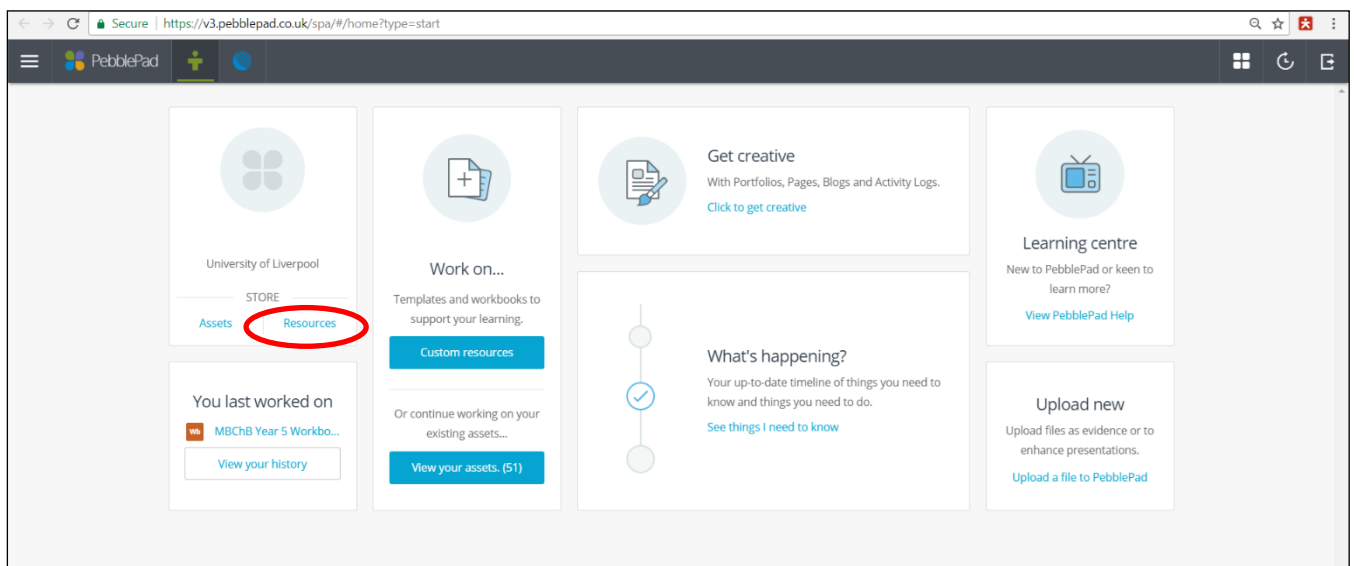 Secure | https://v3.pebblepad.co.uk/spa/#/home?type=start
PebblePad
University of Liverpool
STORE
Assets
Resources
You last worked on
Wb MBChB Year 5 Workbo...
View your history
Work on...
Templates and workbooks to
support your learning.
Custom resources
Or continue working on your
existing assets...
View your assets. (51)
Get creative
With Portfolios, Pages, Blogs and Activity Logs.
Click to get creative
What's happening?
Your up-to-date timeline of things you need to
know and things you need to do.
See things I need to know
Learning centre
New to PebblePad or keen to
learn more?
View PebblePad Help
Upload new
Upload files as evidence or to
enhance presentations.
Upload a file to PebblePad